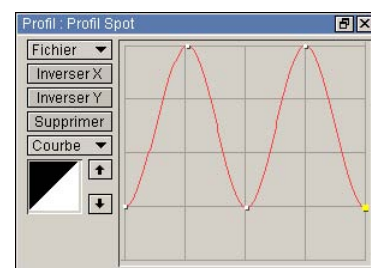 Profil : Profil Spot
Fichier
Inverser X
Inverser Y
Supprimer
Courbe